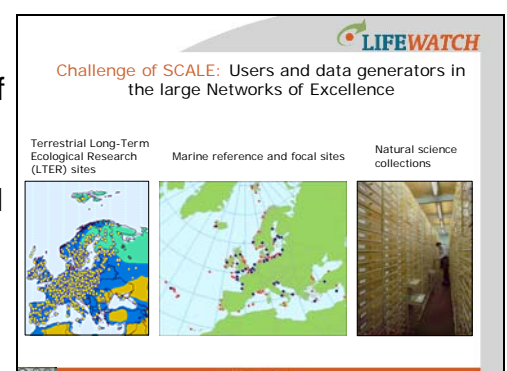 f
l
LIFEWATCH
Challenge of SCALE: Users and data generators in
the large Networks of Excellence
Terrestrial Long-Term
Ecological Research
(LTER) sites
Marine reference and focal sites
Natural science
collections